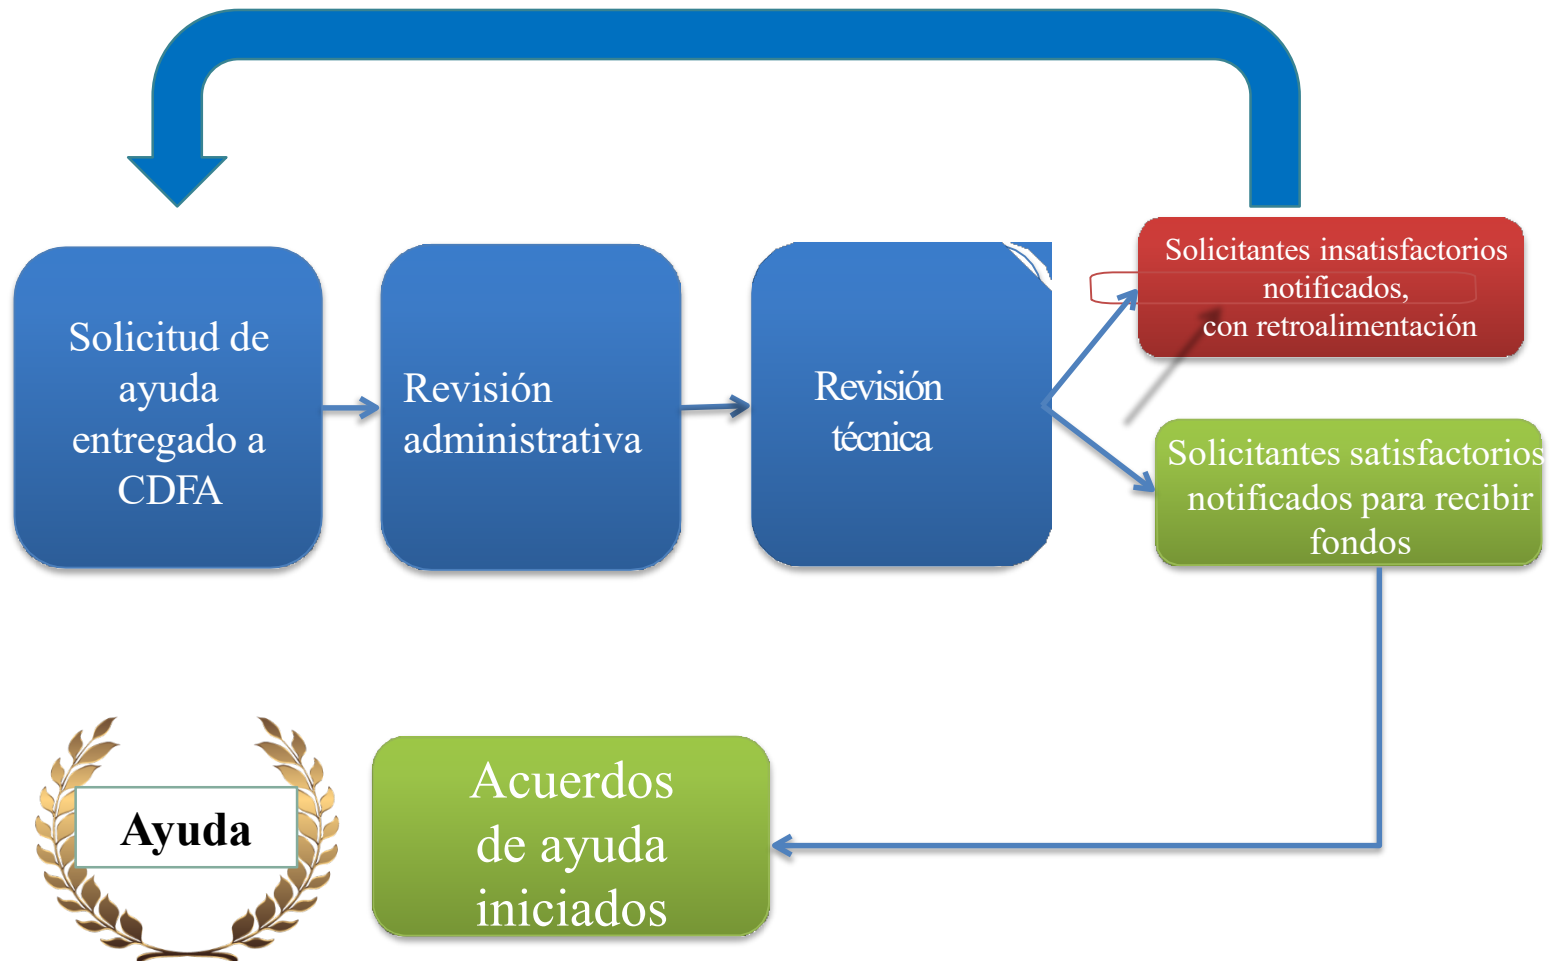 Solicitud de
ayuda
entregado a
CDFA
Revisión
administrativa
Revisión
técnica
Solicitantes insatisfactorios
notificados,
con retroalimentación
Solicitantes satisfactorios
notificados para recibir
fondos
Ayuda
Acuerdos
de ayuda
iniciados